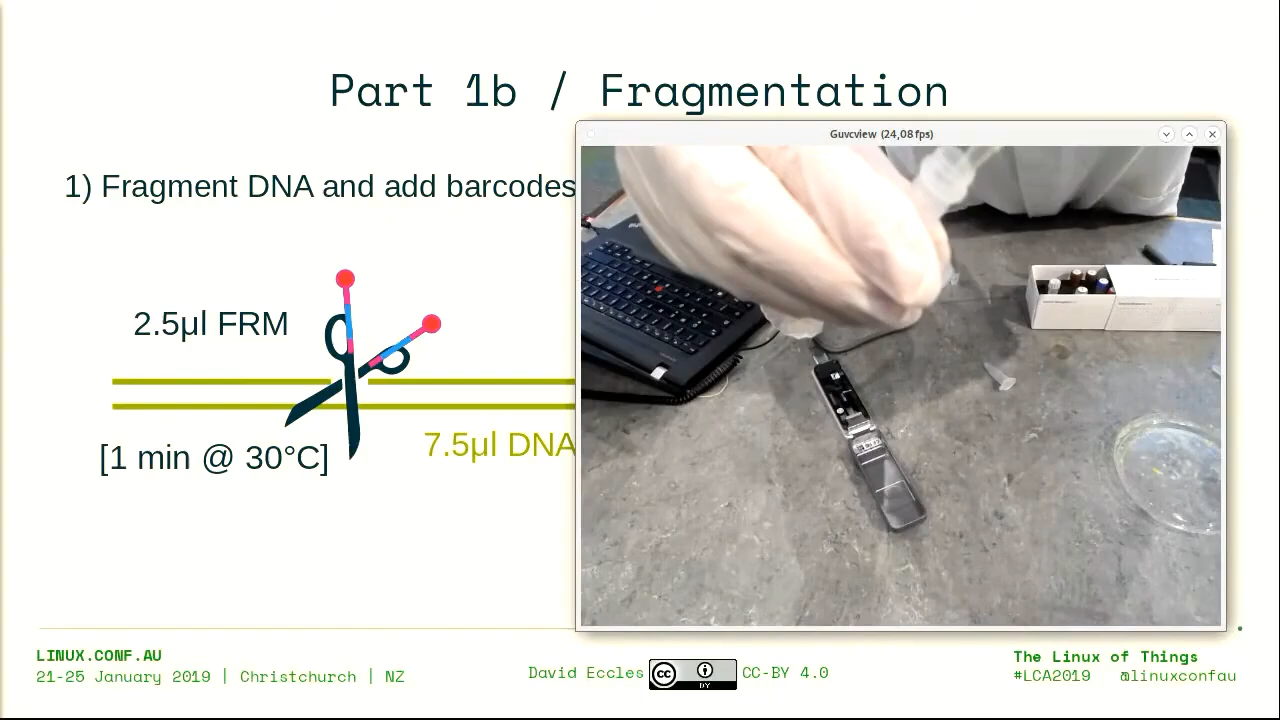 Part 1b / Fragmentation
Guvcview (24,08 fps)
1) Fragment DNA and add barcodes
2.5µl FRM
7.5µl DNA
[1 min @ 30°C]
LINUX.CONF.AU
21-25 January 2019 | Christchurch | NZ
David Eccles cc BY CC-BY 4.0
The Linux of Things
#LCA2019 @linuxconfau